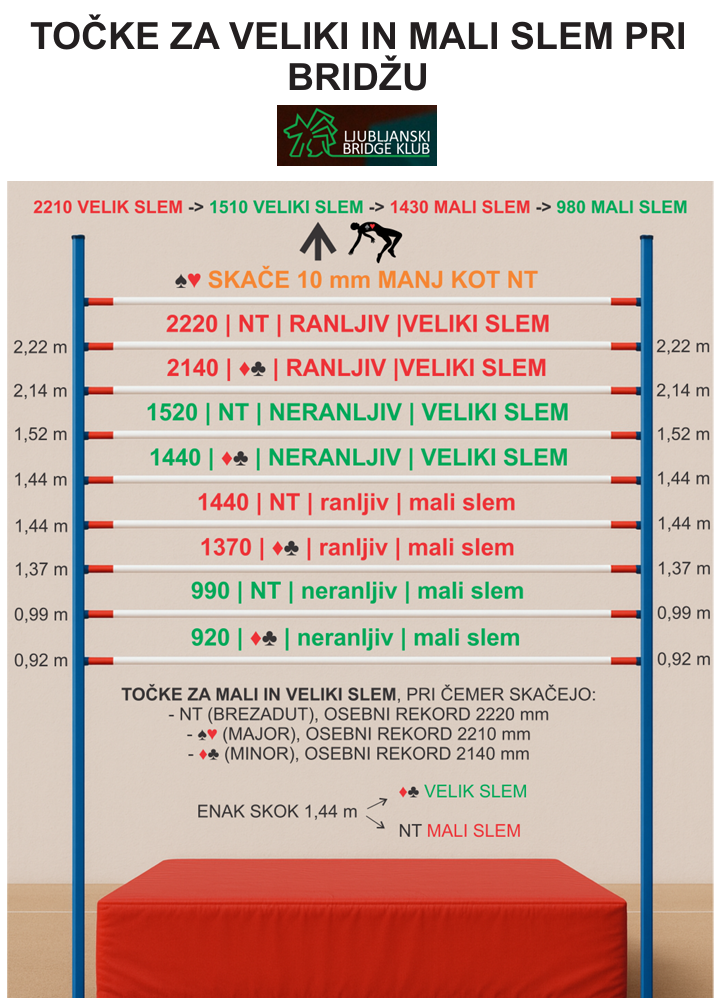 TOČKE ZA VELIKI IN MALI SLEM PRI
BRIDŽU
LJUBLJANSKI
BRIDGE KLUB
2210 VELIK SLEM -> 1510 VELIKI SLEM -> 1430 MALI SLEM -> 980 MALI SLEM
♠♥ SKAČE 10 mm MANJ KOT NT
2220 | NT | RANLJIV |VELIKI SLEM
2,22 m 2,22 m
2140 | ♦♣ | RANLJIV |VELIKI SLEM
2,14 m 2,14 m
1520 | NT | NERANLJIV | VELIKI SLEM
1,52 m 1,52 m
1440 | ♦♣ | NERANLJIV | VELIKI SLEM
1,44 m 1,44 m
1440 | NT | ranljiv | mali slem
1,44 m 1,44 m
1370 | ♦♣ | ranljiv | mali slem
1,37 m 1,37 m
990 | NT | neranljiv | mali slem
0,99 m 0,99 m
920 | ♦♣ | neranljiv | mali slem
0,92 m 0,92 m
TOČKE ZA MALI IN VELIKI SLEM, PRI ČEMER SKAČEJO:
- NT (BREZADUT), OSEBNI REKORD 2220 mm
- ♠♥ (MAJOR), OSEBNI REKORD 2210 mm
- ♦♣ (MINOR), OSEBNI REKORD 2140 mm
♦♣ VELIK SLEM
ENAK SKOK 1,44 m
NT MALI SLEM